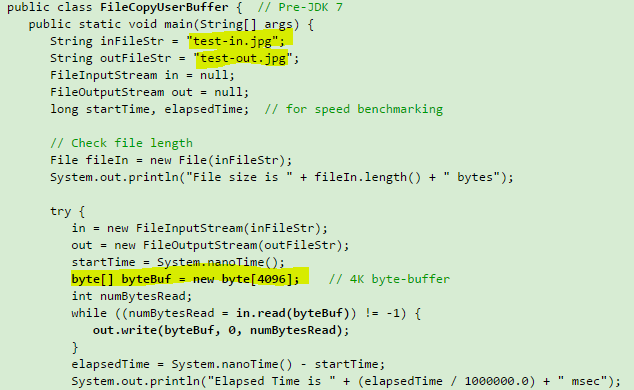 public class FileCopyUserBuffer {  // Pre-JDK 7
   public static void main(String[] args) {
      String inFileStr = "test-in.jpg";
      String outFileStr = "test-out.jpg";
      FileInputStream in = null;
      FileOutputStream out = null;
      long startTime, elapsedTime;  // for speed benchmarking

      // Check file length
      File fileIn = new File(inFileStr);
      System.out.println("File size is " + fileIn.length() + " bytes");

      try {
         in = new FileInputStream(inFileStr);
         out = new FileOutputStream(outFileStr);
         startTime = System.nanoTime();
         byte[] byteBuf = new byte[4096];    // 4K byte-buffer
         int numBytesRead;
         while ((numBytesRead = in.read(byteBuf)) != -1) {
            out.write(byteBuf, 0, numBytesRead);
         }
         elapsedTime = System.nanoTime() - startTime;
         System.out.println("Elapsed Time is " + (elapsedTime / 1000000.0) + " msec");